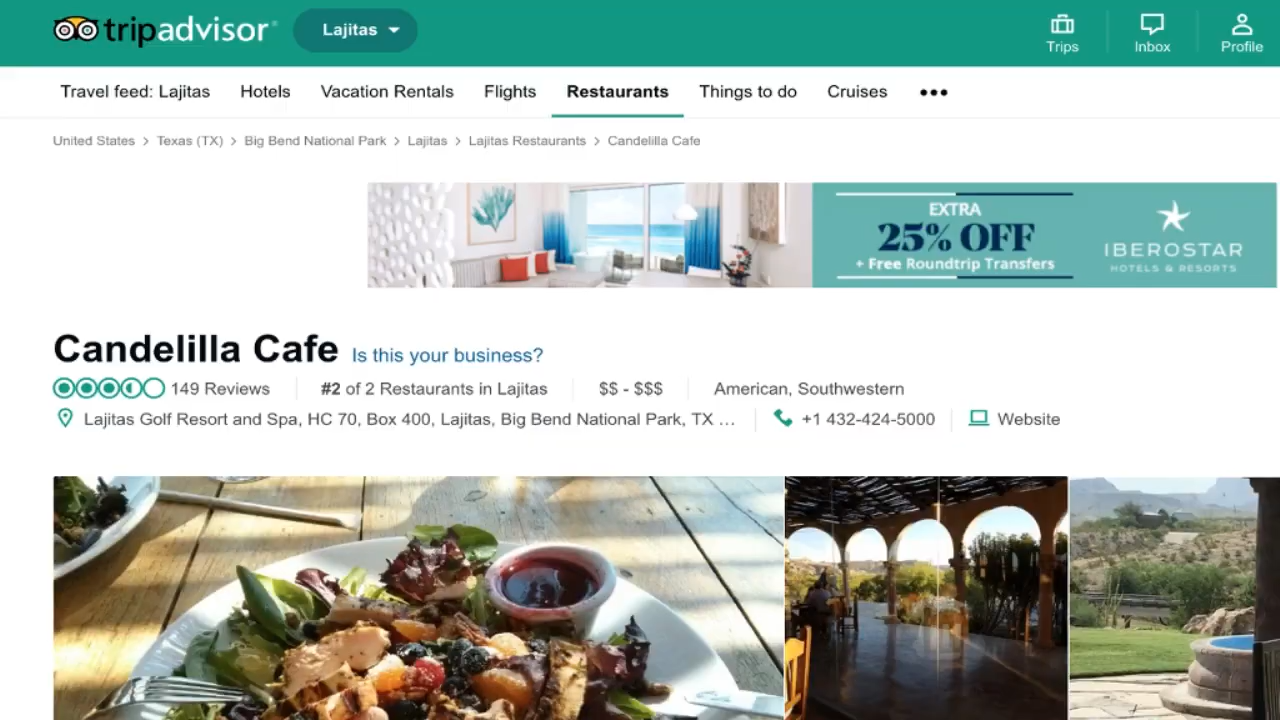 tripadvisor
Lajitas
Trips
Inbox
Profile
Travel feed: Lajitas
Hotels
Vacation Rentals
Flights
Restaurants
Things to do
Cruises
United States > Texas (TX) > Big Bend National Park > Lajitas > Lajitas Restaurants > Candelilla Cafe
EXTRA
25% OFF
+ Free Roundtrip Transfers
IBEROSTAR
HOTELS & RESORTS
Candelilla Cafe Is this your business?
149 Reviews #2 of 2 Restaurants in Lajitas $$ - $$$ American, Southwestern
Lajitas Golf Resort and Spa, HC 70, Box 400, Lajitas, Big Bend National Park, TX … +1 432-424-5000 Website